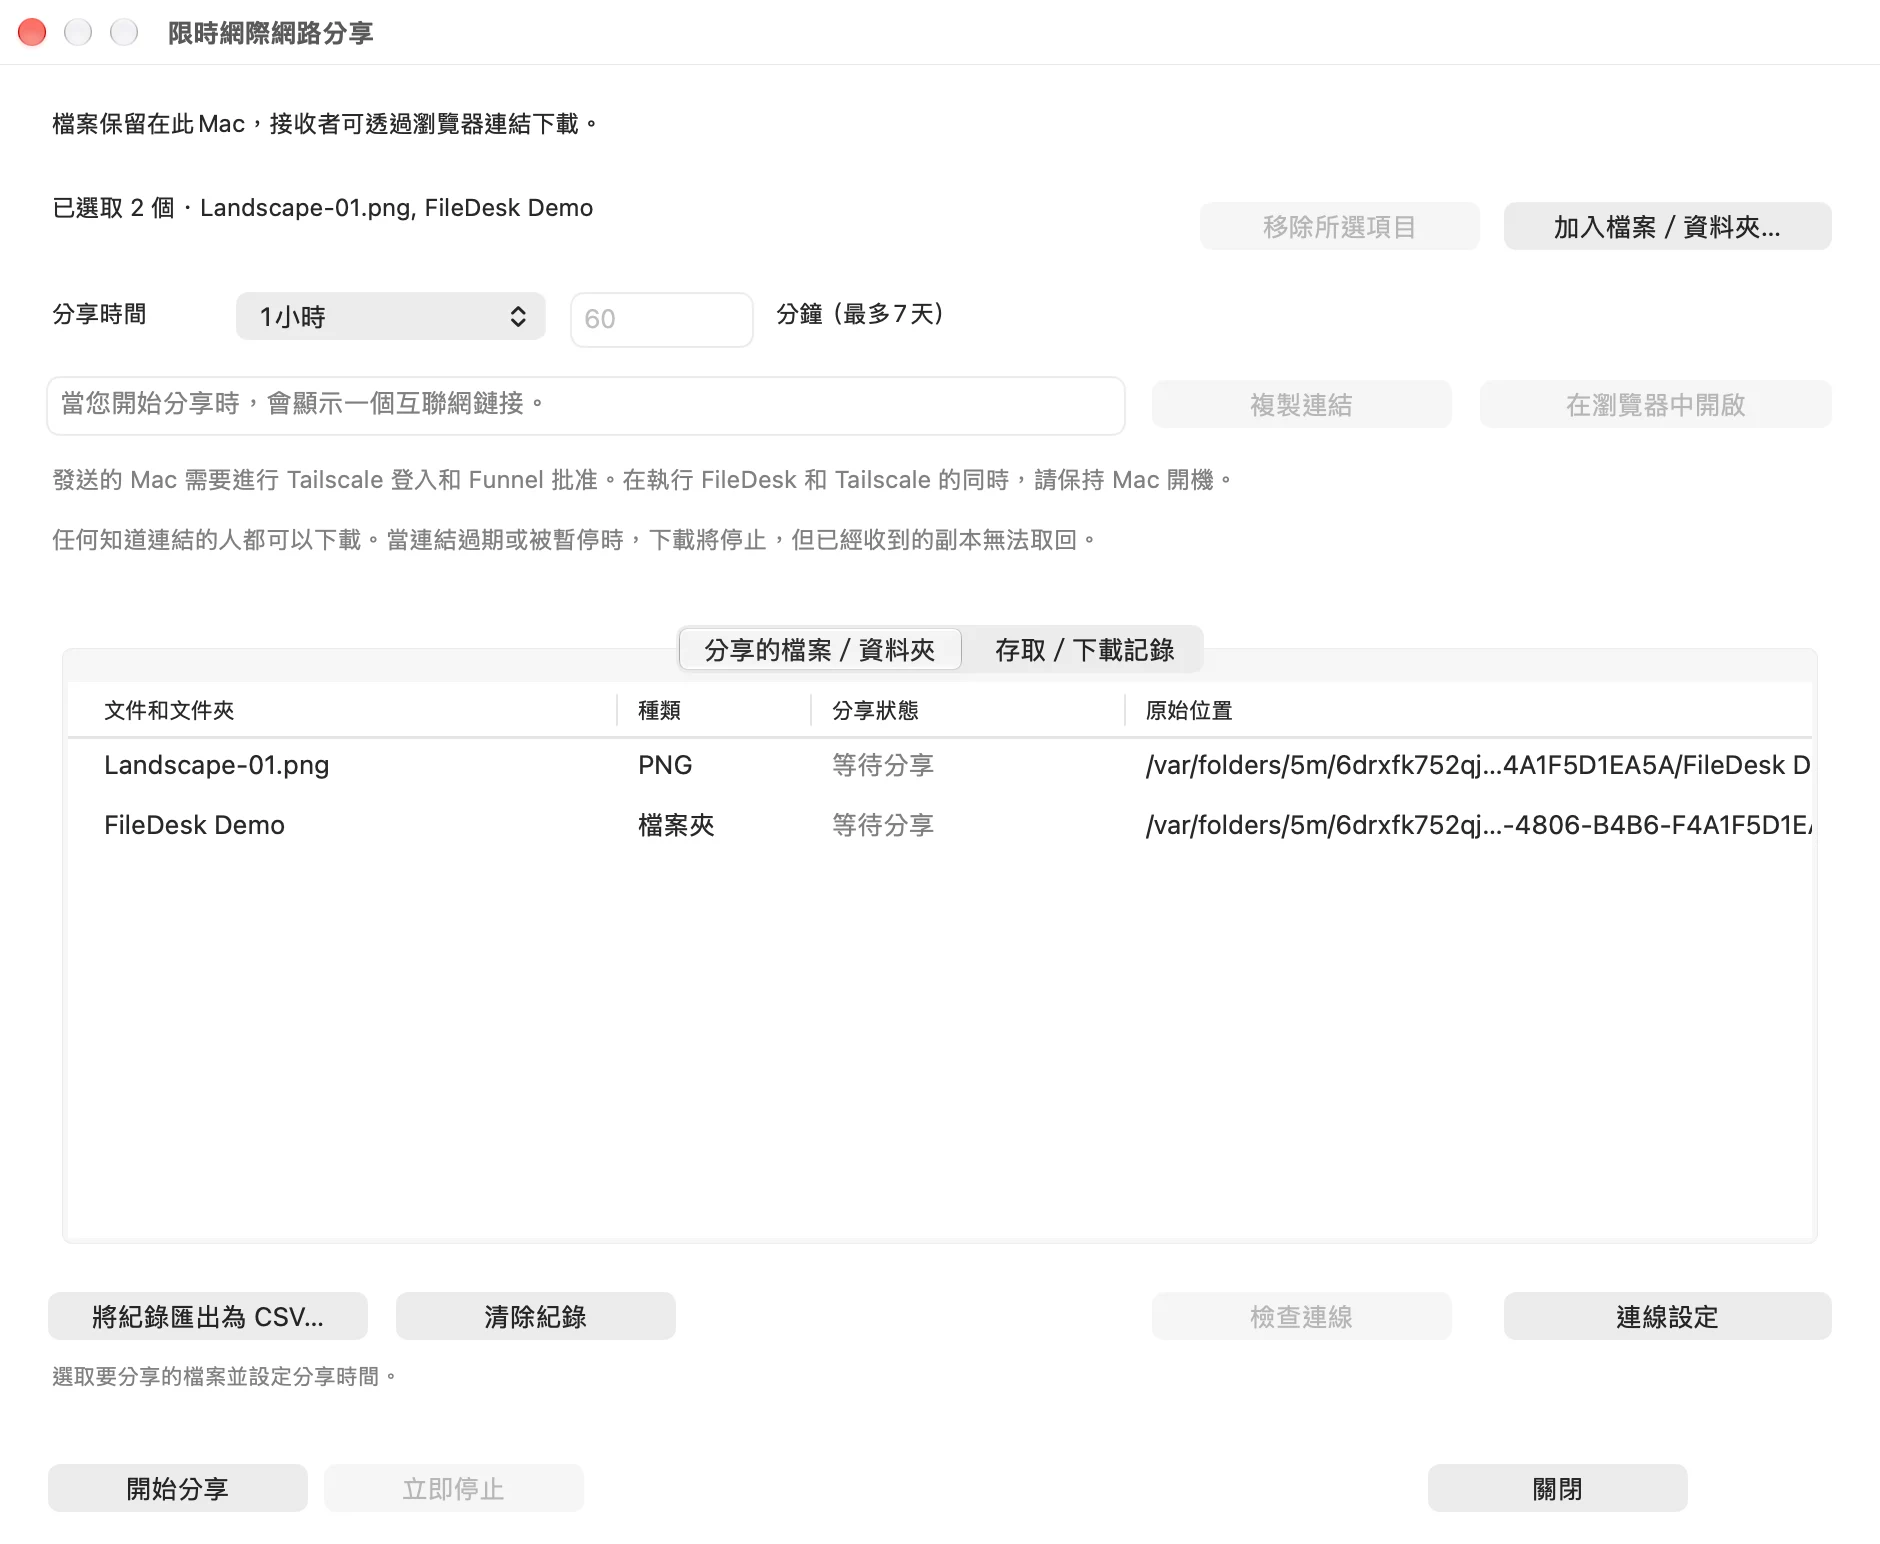 限時網際網路分享
檔案保留在此 Mac，接收者可透過瀏覽器連結下載。
已選取 2 個・Landscape-01.png, FileDesk Demo
移除所選項目
加入檔案 / 資料夾...
分享時間
1小時
60
分鐘（最多 7 天）
當您開始分享時，會顯示一個互聯網鏈接。
複製連結
在瀏覽器中開啟
發送的 Mac 需要進行 Tailscale 登入和 Funnel 批准。在執行 FileDesk 和 Tailscale 的同時，請保持 Mac 開機。
任何知道連結的人都可以下載。當連結過期或被暫停時，下載將停止，但已經收到的副本無法取回。
分享的檔案 / 資料夾
存取 / 下載記錄
文件和文件夾 種類 分享狀態 原始位置
Landscape-01.png PNG 等待分享 /var/folders/5m/6drxfk752qj...4A1F5D1EA5A/FileDesk D
FileDesk Demo 檔案夾 等待分享 /var/folders/5m/6drxfk752qj...-4806-B4B6-F4A1F5D1EA
將紀錄匯出為 CSV...
清除紀錄
檢查連線
連線設定
選取要分享的檔案並設定分享時間。
開始分享
立即停止
關閉